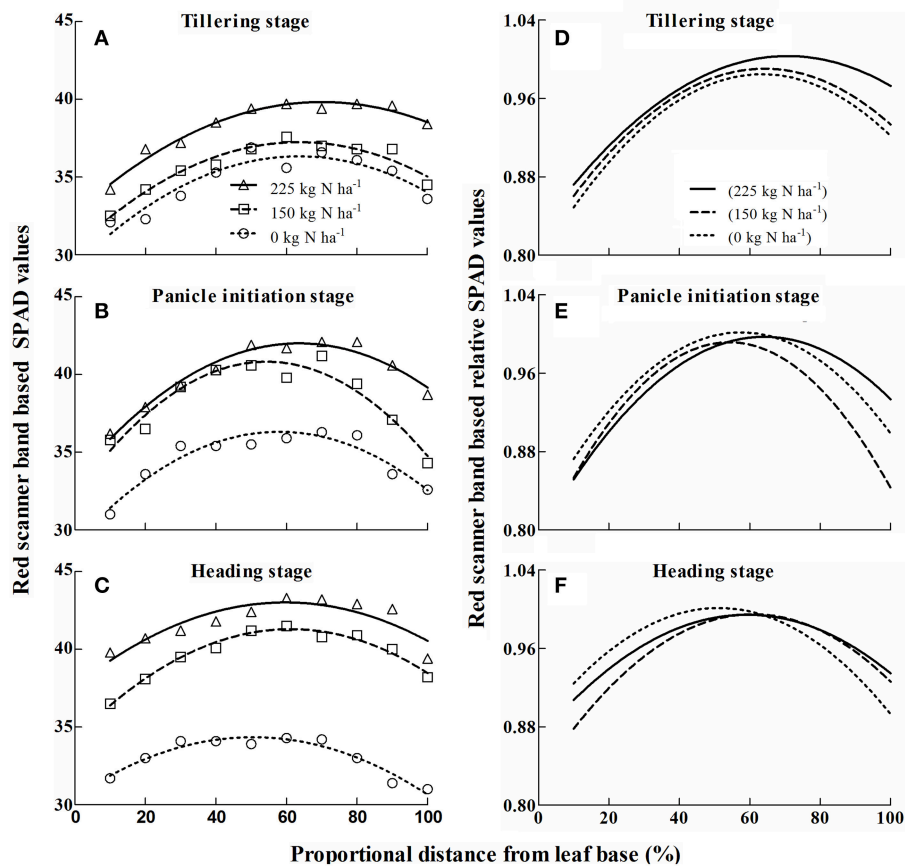 Red scanner band based SPAD values
A
Tillering stage
45
40
35
30
225 kg N ha⁻¹
150 kg N ha⁻¹
0 kg N ha⁻¹
B
Panicle initiation stage
45
40
35
30
C
Heading stage
45
40
35
30
0
20
40
60
80
100
Red scanner band based relative SPAD values
D
Tillering stage
1.04
0.96
0.88
0.80
(225 kg N ha⁻¹)
(150 kg N ha⁻¹)
(0 kg N ha⁻¹)
E
Panicle initiation stage
1.04
0.96
0.88
0.80
F
Heading stage
1.04
0.96
0.88
0.80
0
20
40
60
80
100
Proportional distance from leaf base (%)